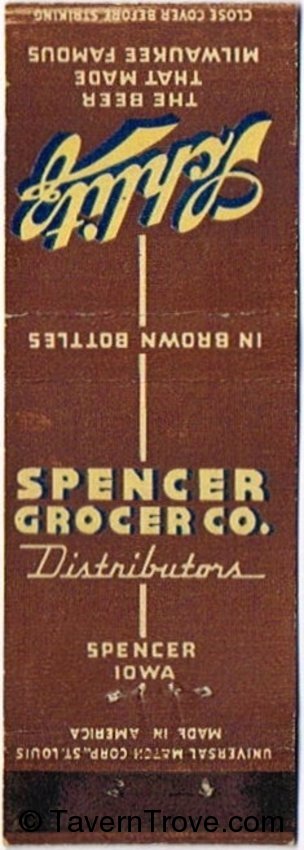 CLOSE COVER BEFORE STRIKING
THE BEER
THAT MADE
MILWAUKEE FAMOUS
Schlitz
IN BROWN BOTTLES
SPENCER
GROCER CO.
Distributors
SPENCER
IOWA
MADE IN AMERICA
UNIVERSAL MATCH CORP., ST. LOUIS
© TavernTrove.com